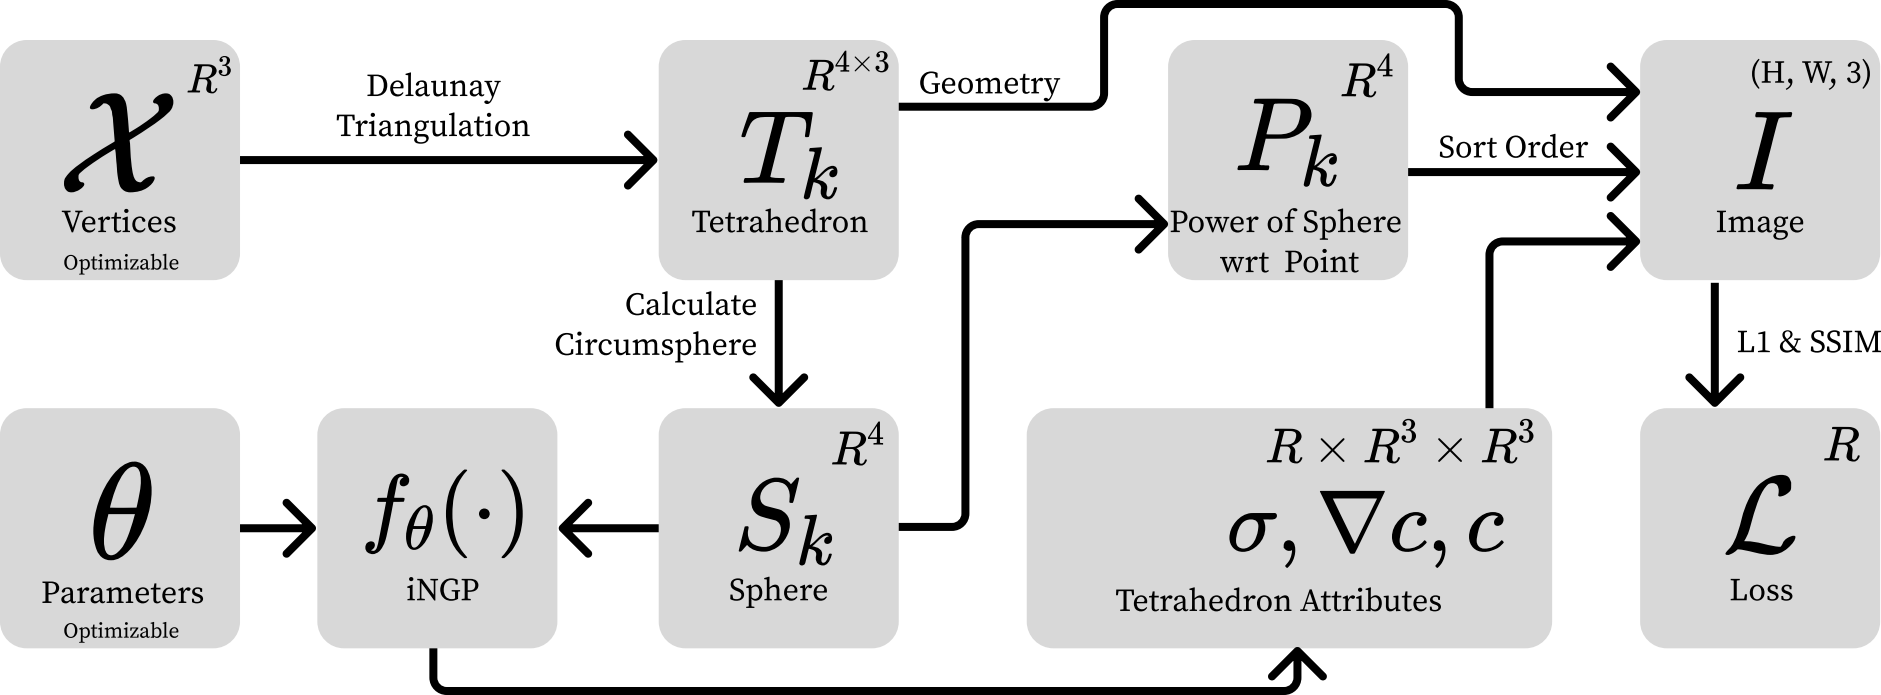 R^3
𝒳
Vertices
Optimizable
Delaunay
Triangulation
R^{4×3}
T_k
Tetrahedron
Geometry
R^4
P_k
Power of Sphere
wrt Point
Sort Order
(H, W, 3)
I
Image
Calculate
Circumsphere
L1 & SSIM
θ
Parameters
Optimizable
f_θ(·)
iNGP
R^4
S_k
Sphere
R × R^3 × R^3
σ, ∇c, c
Tetrahedron Attributes
R
ℒ
Loss